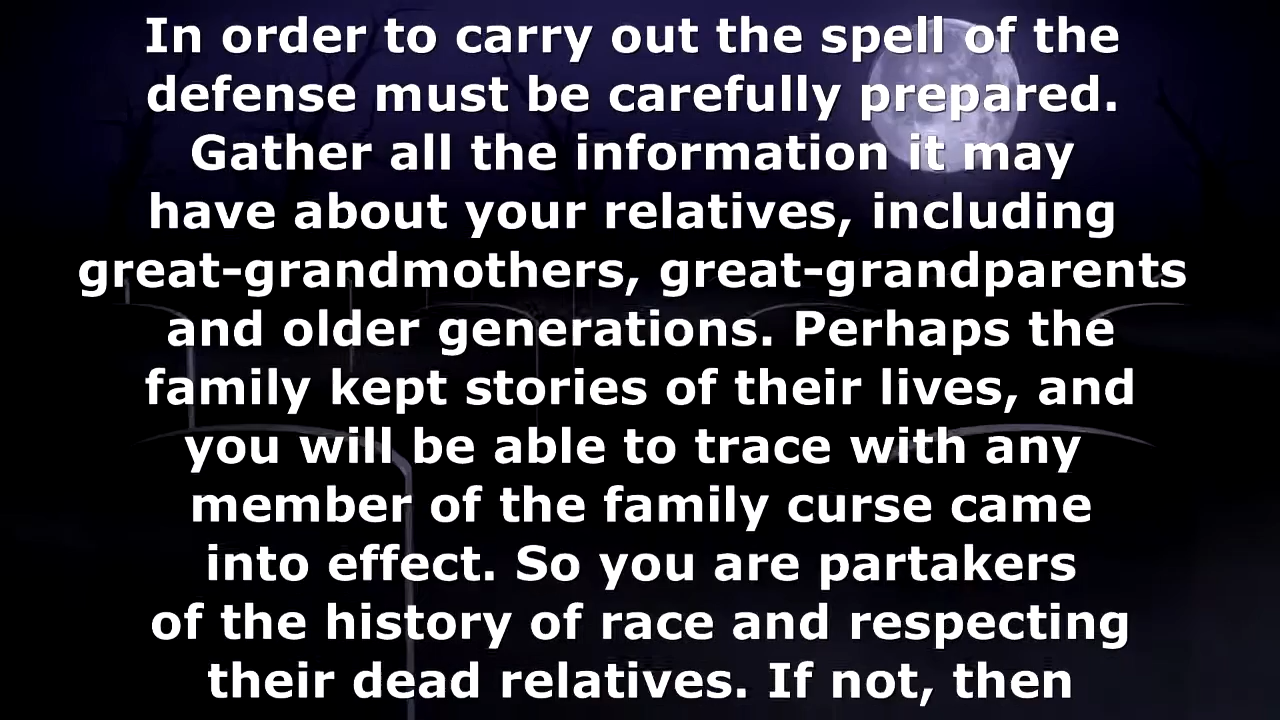 In order to carry out the spell of the
defense must be carefully prepared.
Gather all the information it may
have about your relatives, including
great-grandmothers, great-grandparents
and older generations. Perhaps the
family kept stories of their lives, and
you will be able to trace with any
member of the family curse came
into effect. So you are partakers
of the history of race and respecting
their dead relatives. If not, then